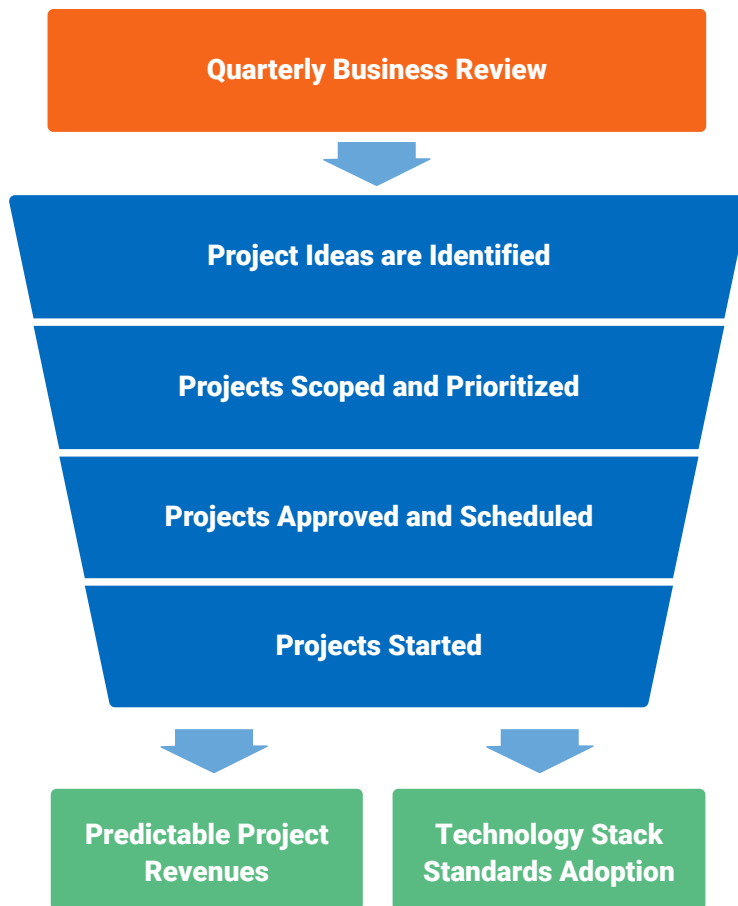 Quarterly Business Review
Project Ideas are Identified
Projects Scoped and Prioritized
Projects Approved and Scheduled
Projects Started
Predictable Project
Revenues
Technology Stack
Standards Adoption